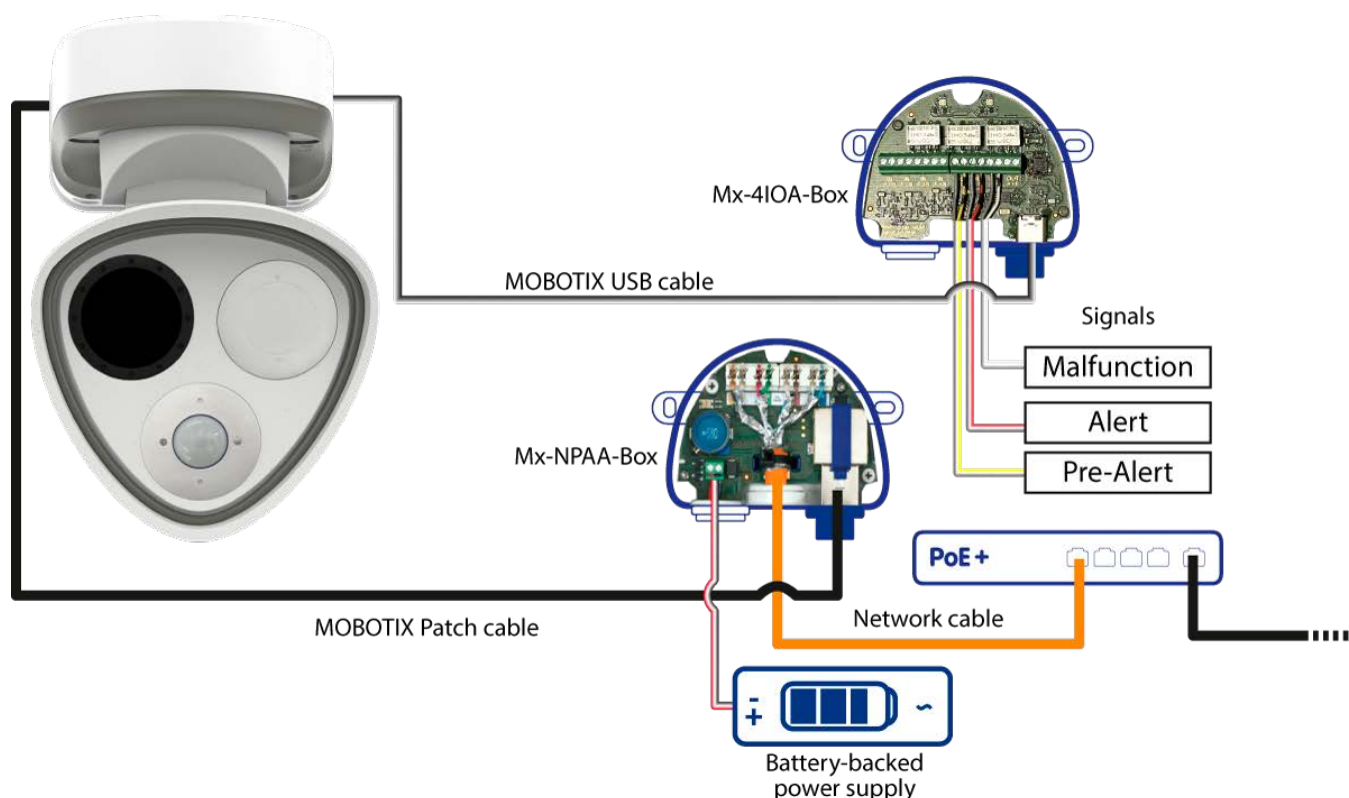 Mx-4IOA-Box
MOBOTIX USB cable
Signals
Malfunction
Alert
Pre-Alert
Mx-NPAA-Box
PoE+
Network cable
MOBOTIX Patch cable
- 
+
~
Battery-backed
power supply